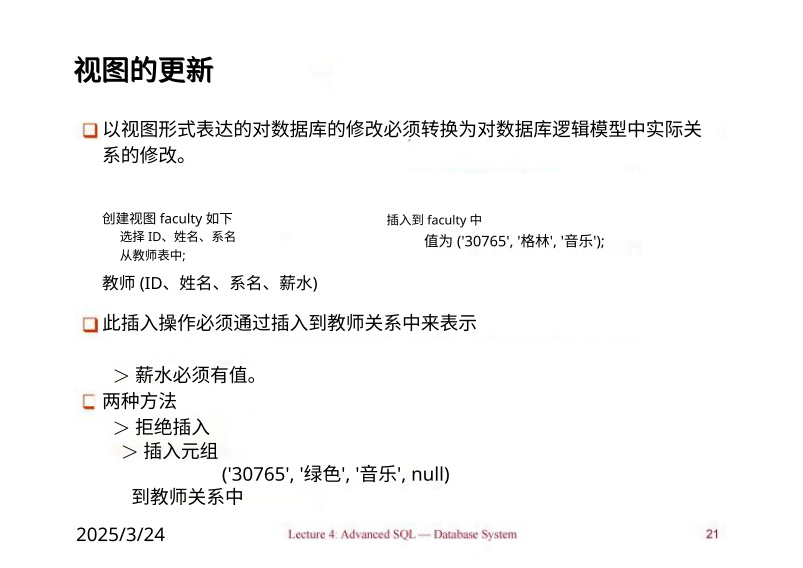 视图的更新
以视图形式表达的对数据库的修改必须转换为对数据库逻辑模型中实际关
系的修改。
创建视图 faculty 如下
选择 ID、姓名、系名
从教师表中;
插入到 faculty 中
值为 ('30765', '格林', '音乐');
教师 (ID、姓名、系名、薪水)
此插入操作必须通过插入到教师关系中来表示
＞ 薪水必须有值。
两种方法
＞ 拒绝插入
＞ 插入元组
('30765', '绿色', '音乐', null)
到教师关系中
2025/3/24
Lecture 4: Advanced SQL — Database System
21